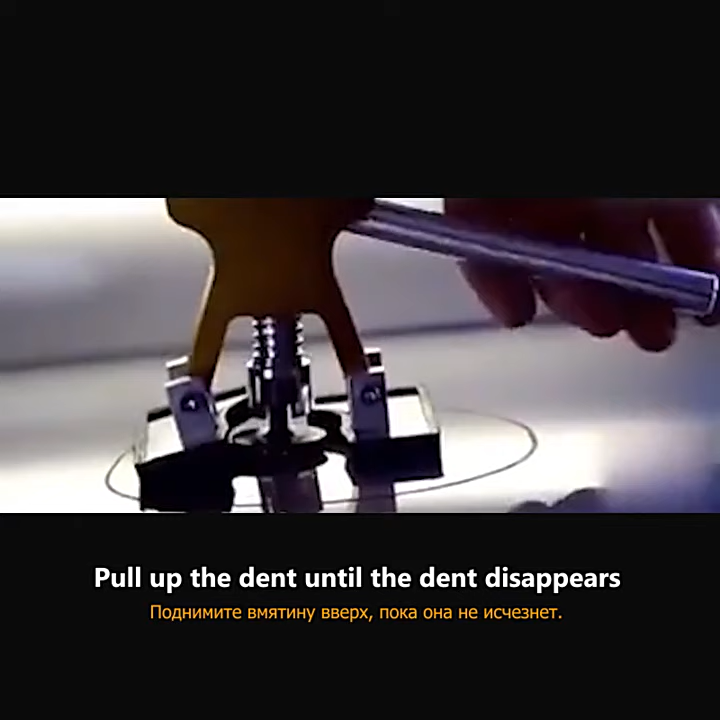 Pull up the dent until the dent disappears
Поднимите вмятину вверх, пока она не исчезнет.